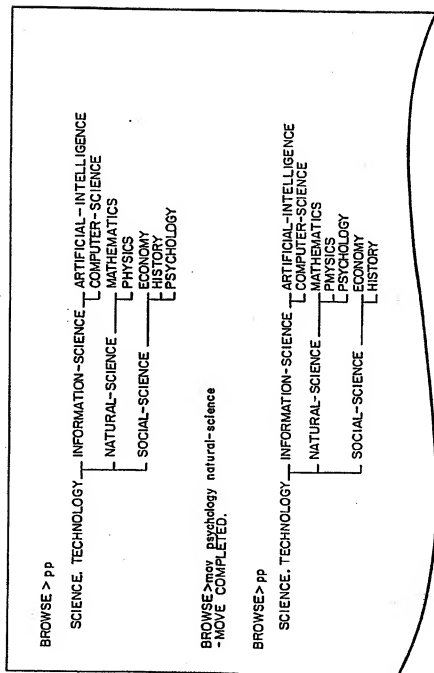 BROWSE > pp
SCIENCE, TECHNOLOGY INFORMATION-SCIENCE ARTIFICIAL-INTELLIGENCE
COMPUTER-SCIENCE
NATURAL-SCIENCE MATHEMATICS
PHYSICS
SOCIAL-SCIENCE ECONOMY
HISTORY
PSYCHOLOGY
BROWSE >mov psychology natural-science
-MOVE COMPLETED.
BROWSE>pp
SCIENCE, TECHNOLOGY INFORMATION-SCIENCE ARTIFICIAL-INTELLIGENCE
COMPUTER-SCIENCE
NATURAL-SCIENCE MATHEMATICS
PMYSICS
PSYCHOLOGY
SOCIAL-SCIENCE ECONOMY
HISTORY